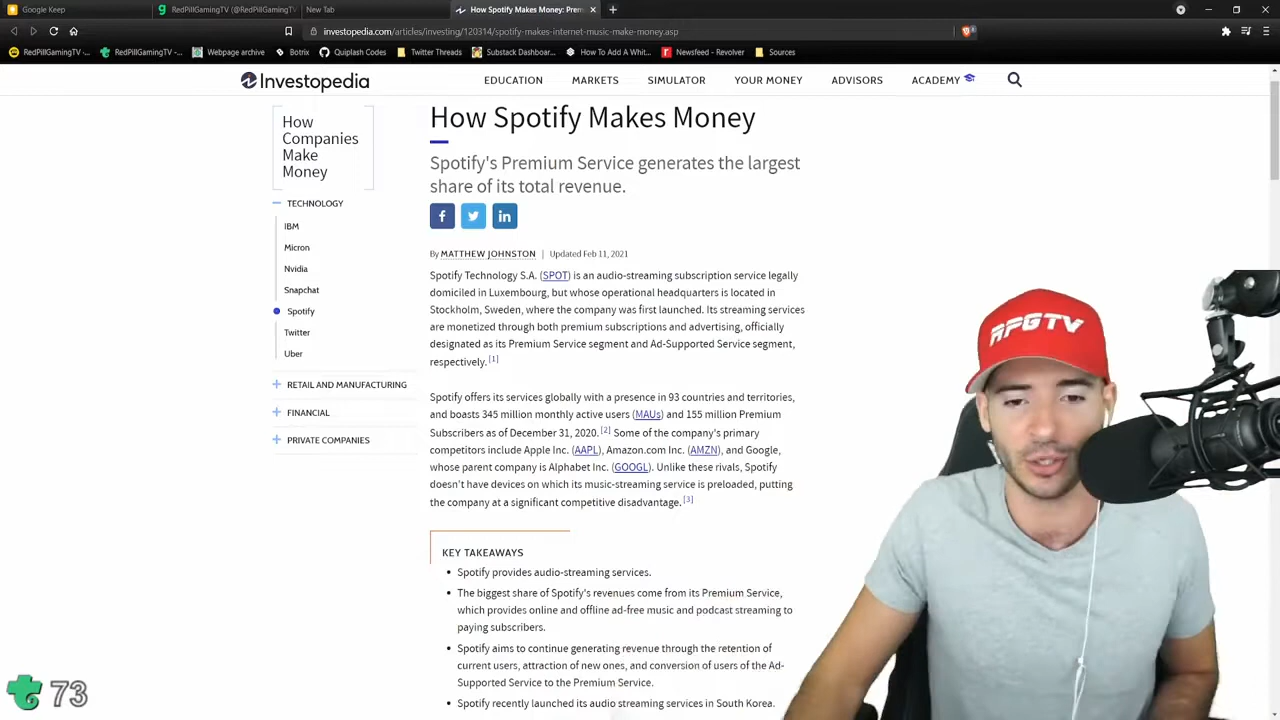 Google Keep
RedPillGamingTV (@RedPillGamingTV
New Tab
How Spotify Makes Money: Prem
investopedia.com/articles/investing/120314/spotify-makes-internet-music-make-money.asp
RedPillGamingTV -...
RedPillGamingTV -...
Webpage archive
Botrix
Quiplash Codes
Twitter Threads
Substack Dashboar...
How To Add A Whit...
Newsfeed - Revolver
Sources
Investopedia
EDUCATION
MARKETS
SIMULATOR
YOUR MONEY
ADVISORS
ACADEMY
How
Companies
Make
Money
TECHNOLOGY
IBM
Micron
Nvidia
Snapchat
Spotify
Twitter
Uber
RETAIL AND MANUFACTURING
FINANCIAL
PRIVATE COMPANIES
How Spotify Makes Money
Spotify's Premium Service generates the largest
share of its total revenue.
By MATTHEW JOHNSTON | Updated Feb 11, 2021
Spotify Technology S.A. (SPOT) is an audio-streaming subscription service legally
domiciled in Luxembourg, but whose operational headquarters is located in
Stockholm, Sweden, where the company was first launched. Its streaming services
are monetized through both premium subscriptions and advertising, officially
designated as its Premium Service segment and Ad-Supported Service segment,
respectively. [1]
Spotify offers its services globally with a presence in 93 countries and territories,
and boasts 345 million monthly active users (MAUs) and 155 million Premium
Subscribers as of December 31, 2020. [2] Some of the company's primary
competitors include Apple Inc. (AAPL), Amazon.com Inc. (AMZN), and Google,
whose parent company is Alphabet Inc. (GOOGL). Unlike these rivals, Spotify
doesn't have devices on which its music-streaming service is preloaded, putting
the company at a significant competitive disadvantage. [3]
KEY TAKEAWAYS
• Spotify provides audio-streaming services.
• The biggest share of Spotify's revenues come from its Premium Service,
which provides online and offline ad-free music and podcast streaming to
paying subscribers.
• Spotify aims to continue generating revenue through the retention of
current users, attraction of new ones, and conversion of users of the Ad-
Supported Service to the Premium Service.
• Spotify recently launched its audio streaming services in South Korea.
RPGTV
73